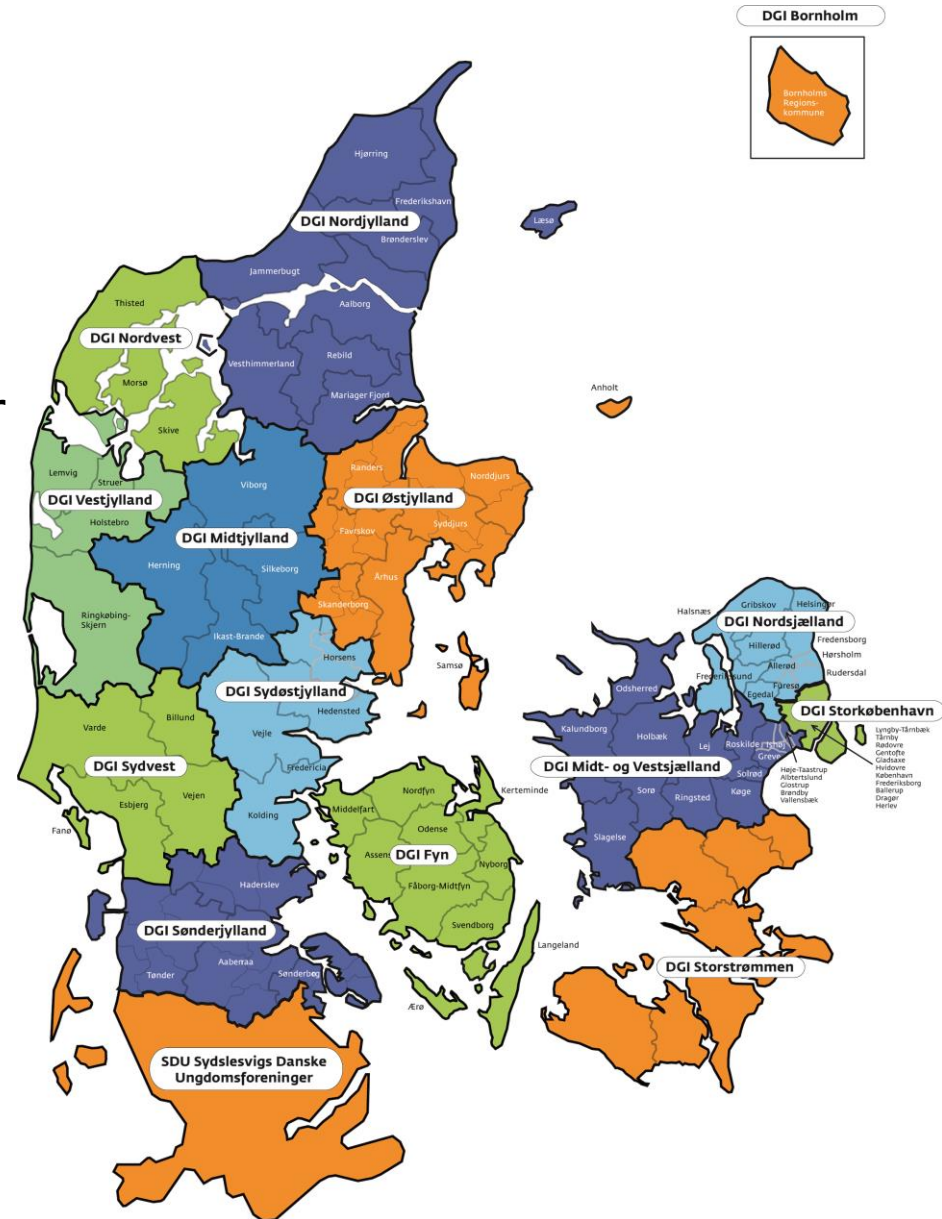 DGI Bornholm
Bornholms
Regions-
kommune
Hjørring
Frederikshavn
DGI Nordjylland
Læsø
Brønderslev
Jammerbugt
Thisted
Aalborg
DGI Nordvest
Vesthimmerland
Rebild
Morsø
Mariager Fjord
Anholt
Skive
Lemvig
Struer
Viborg
Randers
Norddjurs
DGI Vestjylland
DGI Østjylland
Holstebro
Syddjurs
Favrskov
DGI Midtjylland
Herning
Silkeborg
Århus
Skanderborg
Ringkøbing-
Skjern
Ikast-Brande
Horsens
Samsø
Halsnæs
Gribskov
Helsingør
DGI Nordsjælland
Fredensborg
Hillerød
Hørsholm
Allerød
Rudersdal
Frederikssund
Furesø
Egedal
DGI Sydøstjylland
Hedensted
Odsherred
DGI Storkøbenhavn
Varde
Billund
Vejle
Kalundborg
Holbæk
Lej
Roskilde
Ishøj
Greve
Lyngby-Tårnbæk
Tårnby
Rødovre
Gentofte
Gladsaxe
Hvidovre
København
Frederiksborg
Ballerup
Dragør
Herlev
DGI Sydvest
Fredericia
DGI Midt- og Vestsjælland
Solrød
Høje-Taastrup
Albtertslund
Glostrup
Brøndby
Vallensbæk
Esbjerg
Vejen
Nordfyn
Kerteminde
Sorø
Ringsted
Køge
Middelfart
Kolding
Odense
Slagelse
Fanø
Assens
DGI Fyn
Nyborg
Haderslev
Fåborg-Midtfyn
Svendborg
DGI Sønderjylland
Langeland
Aabenraa
Tønder
Sønderbog
DGI Storstrømmen
Ærø
SDU Sydslesvigs Danske
Ungdomsforeninger